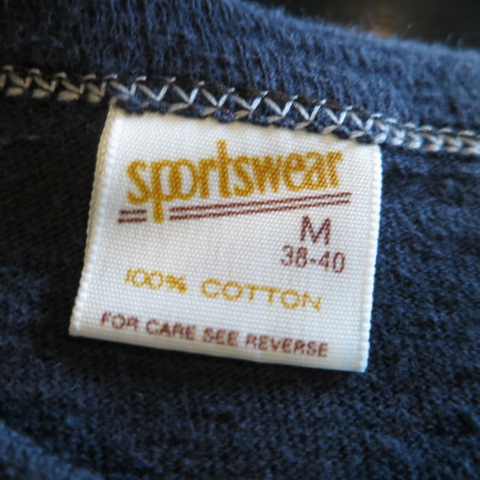 sportswear
M
38-40
100% COTTON
FOR CARE SEE REVERSE